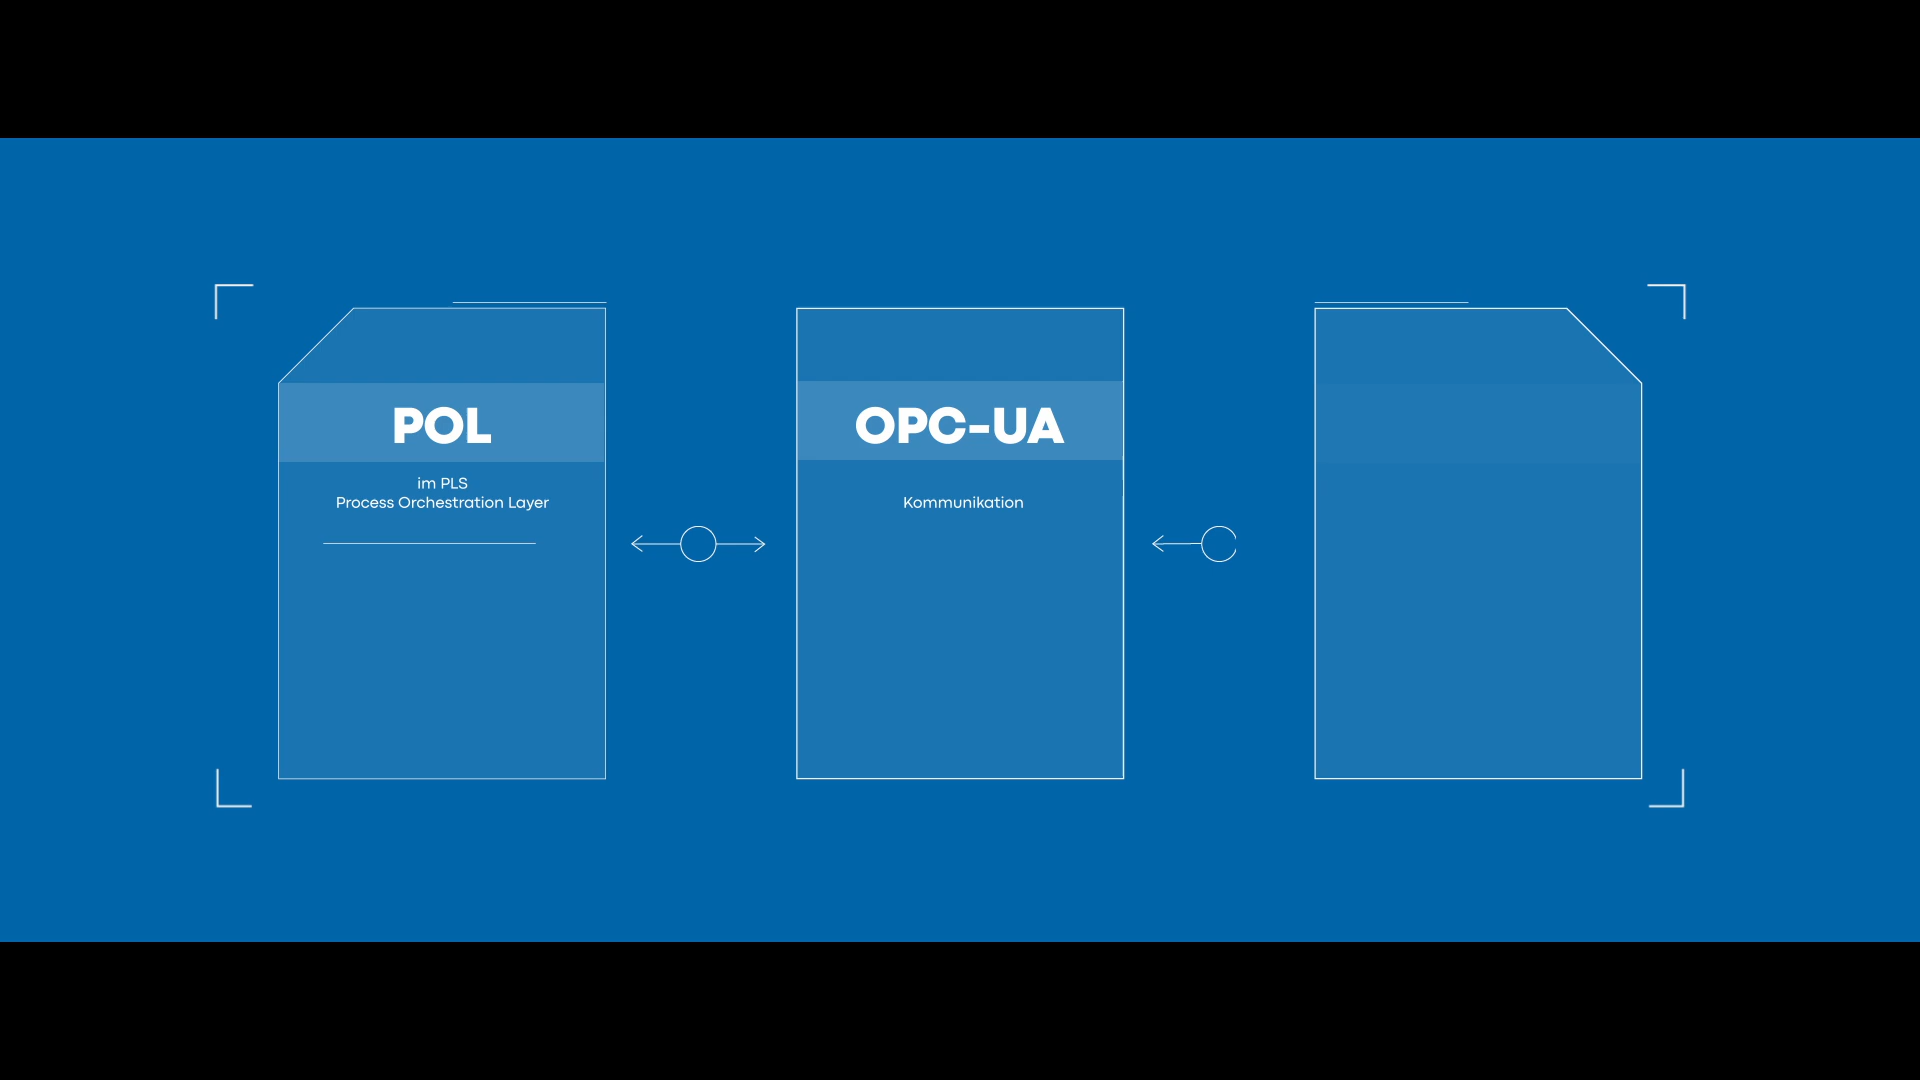 POL
im PLS
Process Orchestration Layer
OPC-UA
Kommunikation